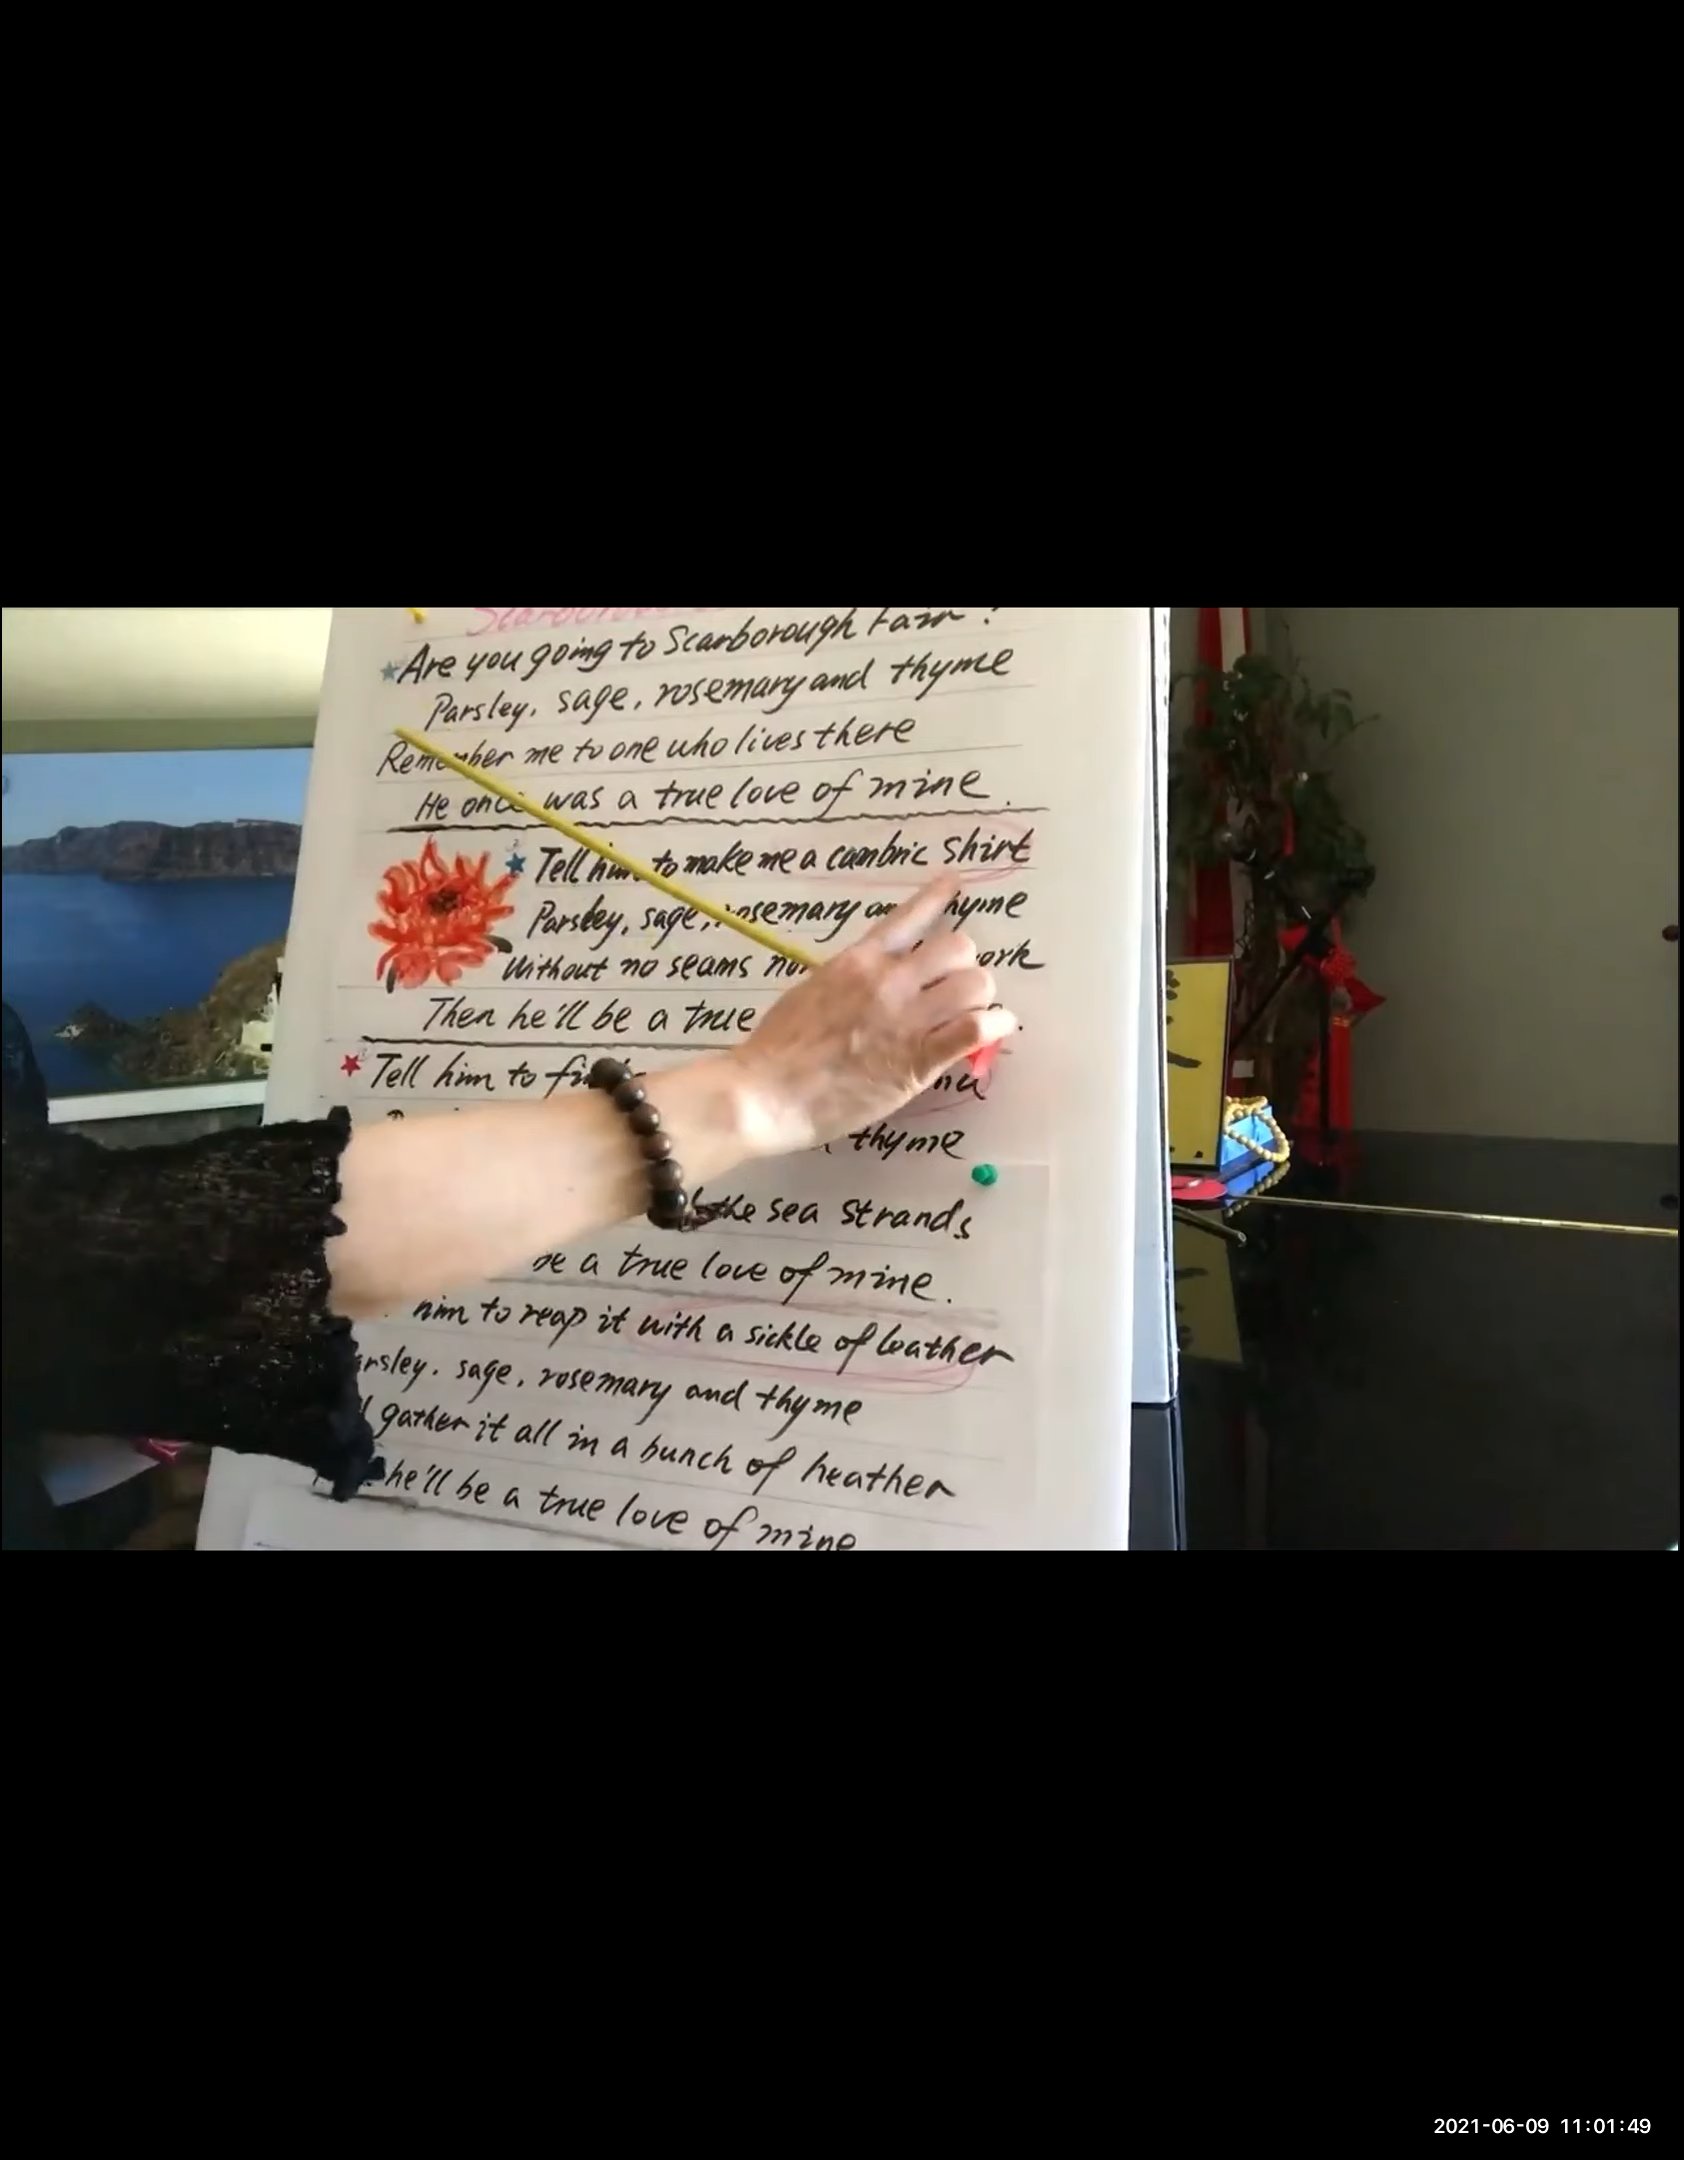 Are you going to Scarborough Fair?
Parsley, sage, rosemary and thyme
Remember me to one who lives there
He once was a true love of mine.
Tell him to make me a cambric shirt
Parsley, sage, rosemary and thyme
Without no seams nor work
Then he'll be a true
Tell him to find
thyme
the sea strands
be a true love of mine.
him to reap it with a sickle of leather
Parsley, sage, rosemary and thyme
gather it all in a bunch of heather
he'll be a true love of mine
2021-06-09 11:01:49